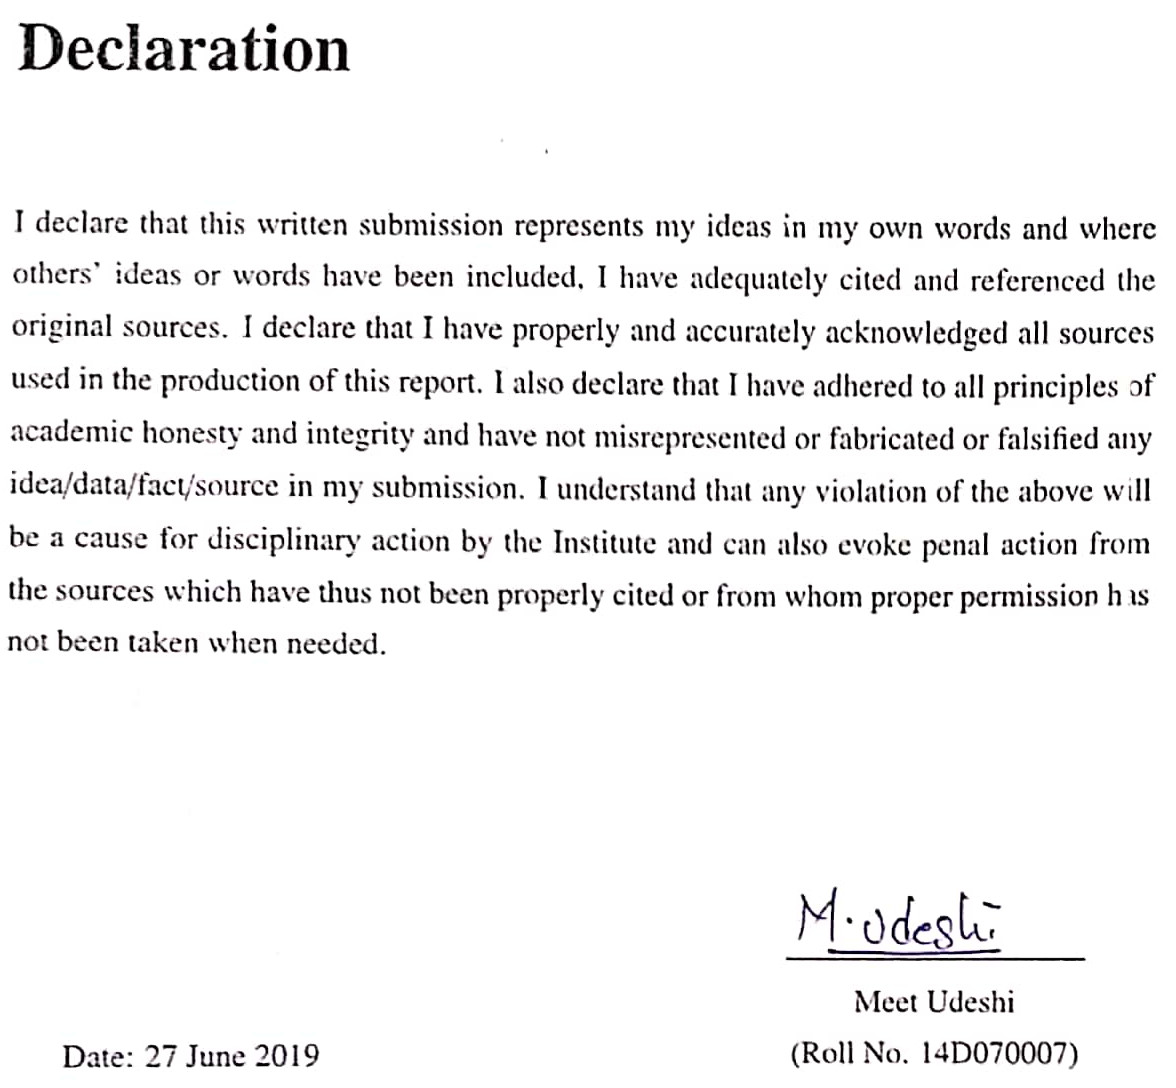 Declaration
I declare that this written submission represents my ideas in my own words and where
others' ideas or words have been included, I have adequately cited and referenced the
original sources. I declare that I have properly and accurately acknowledged all sources
used in the production of this report. I also declare that I have adhered to all principles of
academic honesty and integrity and have not misrepresented or fabricated or falsified any
idea/data/fact/source in my submission. I understand that any violation of the above will
be a cause for disciplinary action by the Institute and can also evoke penal action from
the sources which have thus not been properly cited or from whom proper permission has
not been taken when needed.
M. Udeshi
Meet Udeshi
Date: 27 June 2019
(Roll No. 14D070007)